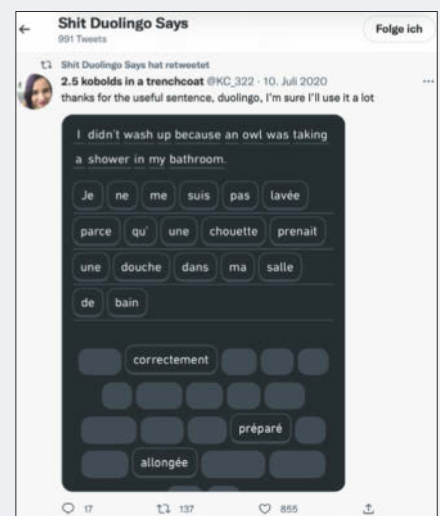 Shit Duolingo Says
991 Tweets
Folge ich
Shit Duolingo Says hat retweetet
2.5 kobolds in a trenchcoat @KC_322 · 10. Juli 2020
thanks for the useful sentence, duolingo, I'm sure I'll use it a lot
I didn't wash up because an owl was taking
a shower in my bathroom.
Je ne me suis pas lavée
parce qu' une chouette prenait
une douche dans ma salle
de bain
correctement
préparé
allongée
17 137 855